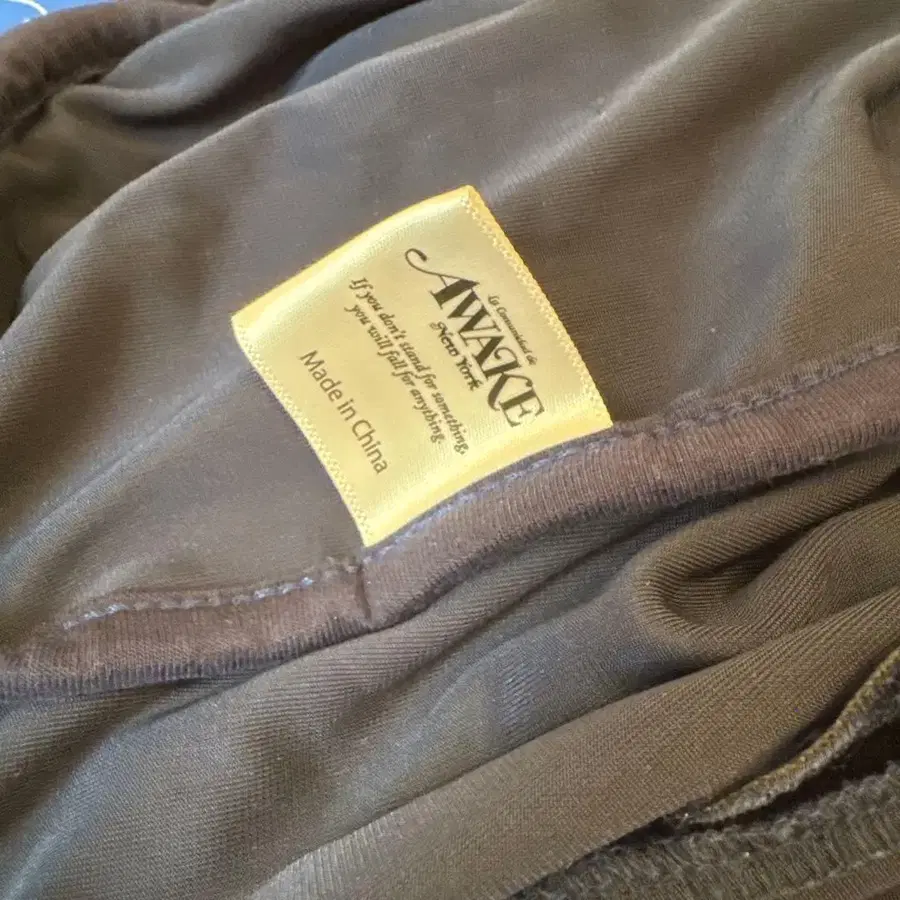 AWAKE
La Communidad de
New York
If you don't stand for something,
you will fall for anything.
Made in China